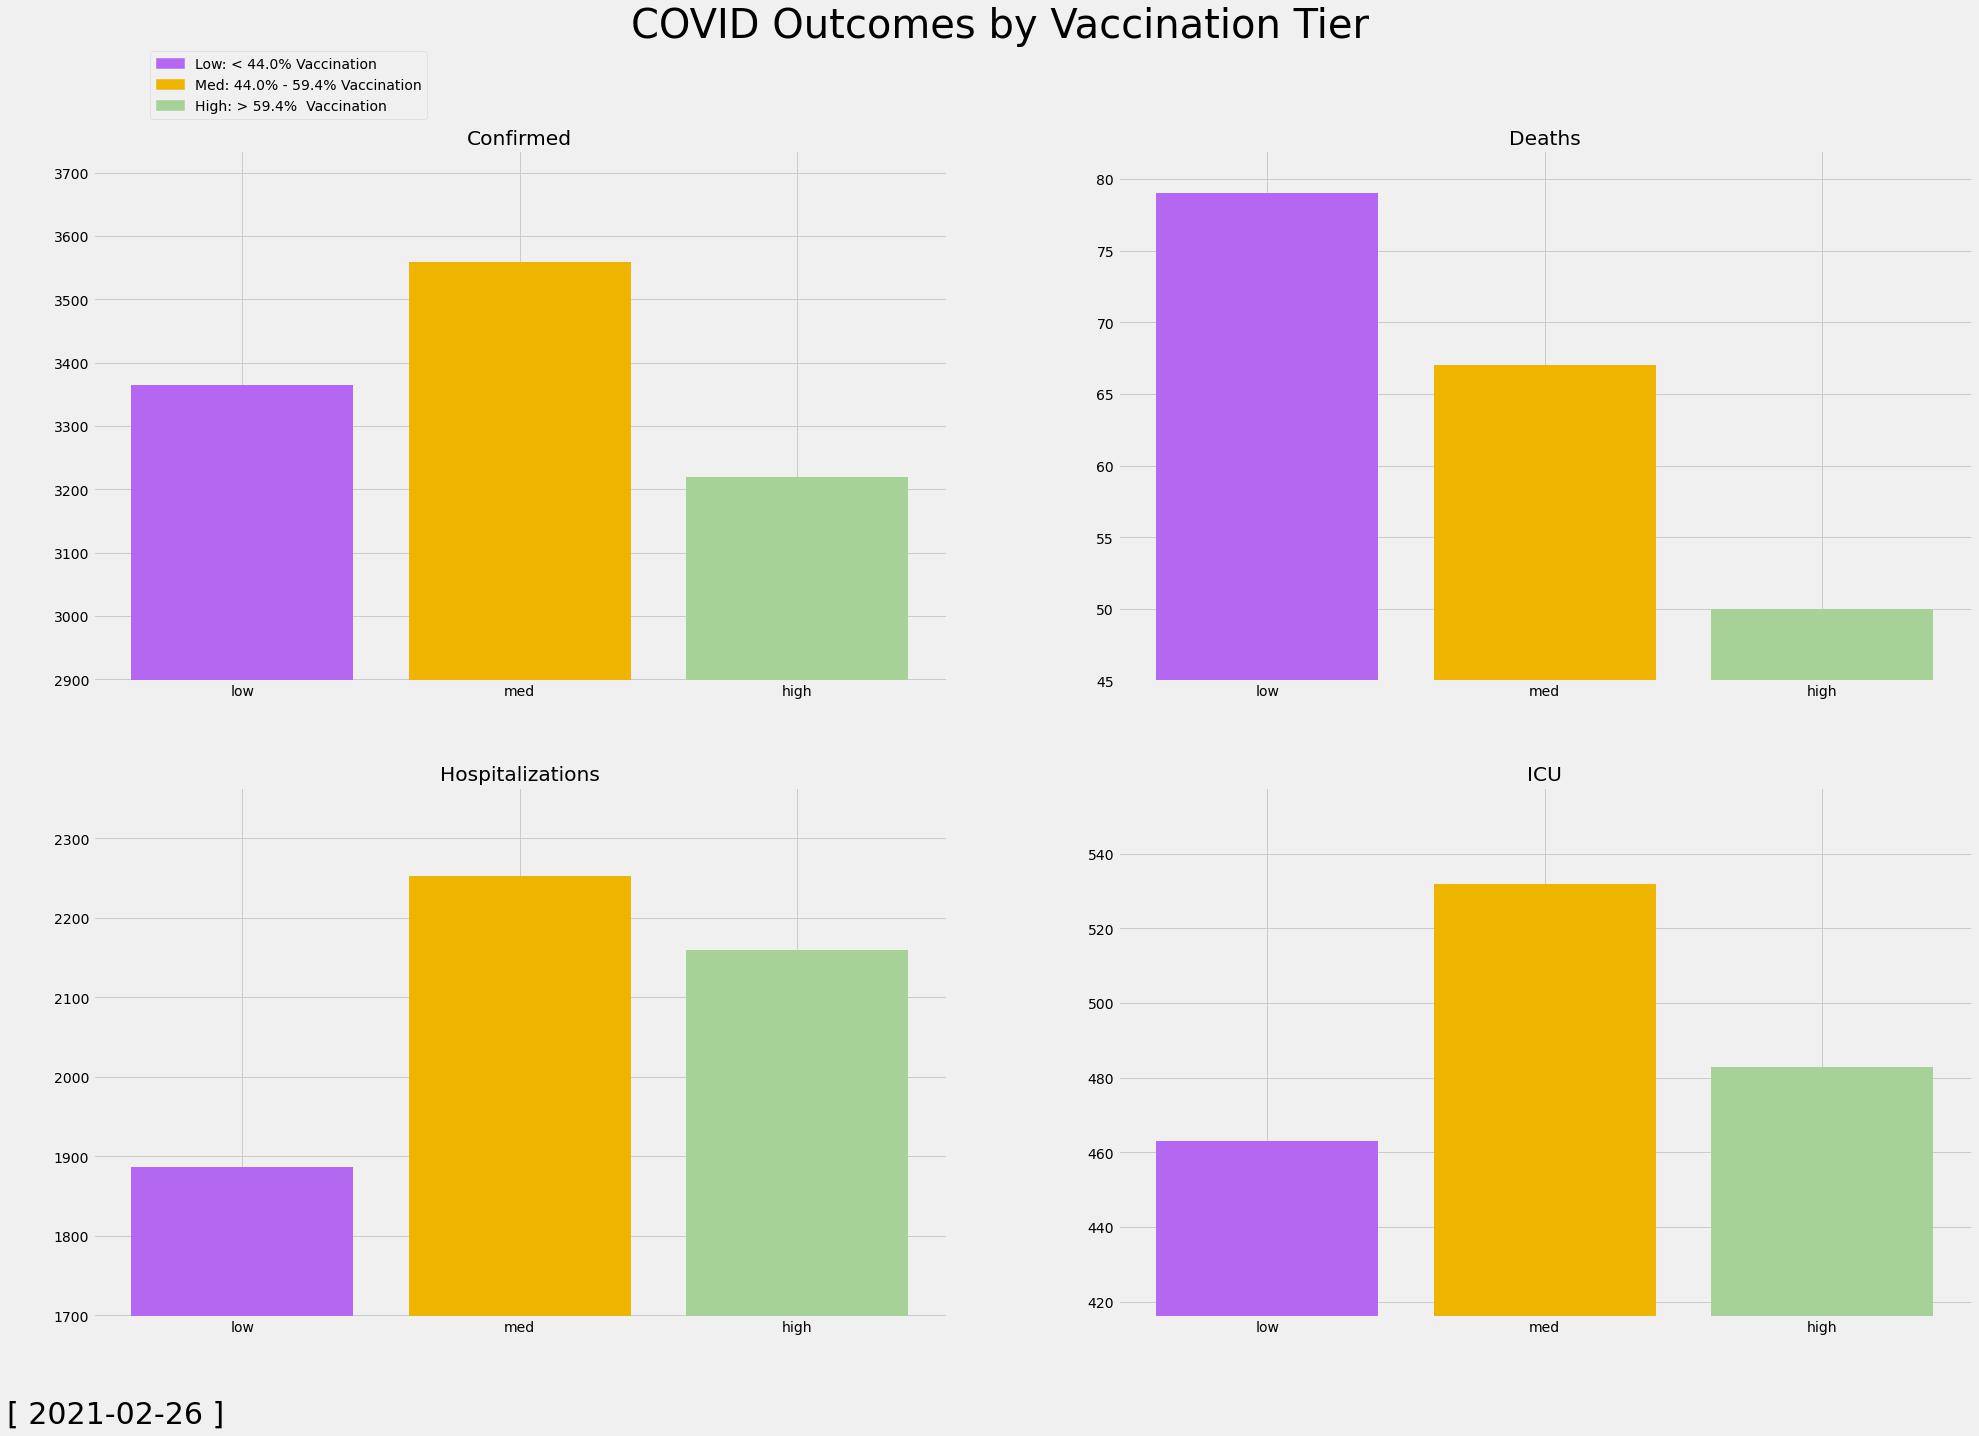 COVID Outcomes by Vaccination Tier
Low: < 44.0% Vaccination
Med: 44.0% - 59.4% Vaccination
High: > 59.4%  Vaccination
Confirmed
3700
3600
3500
3400
3300
3200
3100
3000
2900
low med high
Deaths
80
75
70
65
60
55
50
45
low med high
Hospitalizations
2300
2200
2100
2000
1900
1800
1700
low med high
ICU
540
520
500
480
460
440
420
low med high
[ 2021-02-26 ]